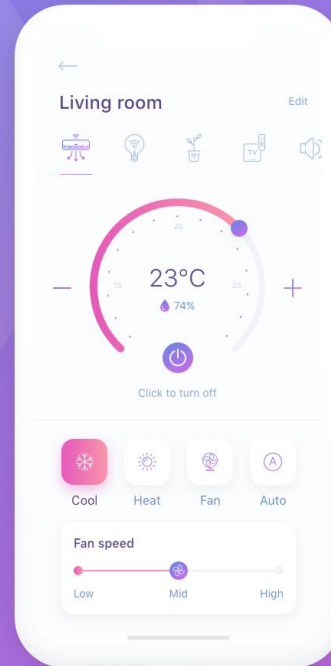 Living room
Edit
TV
20
15
25
23°C
74%
Click to turn off
A
Cool
Heat
Fan
Auto
Fan speed
Low
Mid
High